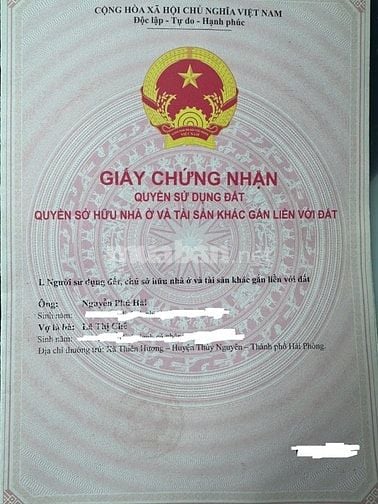 CỘNG HÒA XÃ HỘI CHỦ NGHĨA VIỆT NAM
Độc lập - Tự do - Hạnh phúc
VIỆT NAM
GIẤY CHỨNG NHẬN
QUYỀN SỬ DỤNG ĐẤT
QUYỀN SỞ HỮU NHÀ Ở VÀ TÀI SẢN KHÁC GẮN LIỀN VỚI ĐẤT
muaban.net
I. Người sử dụng đất, chủ sở hữu nhà ở và tài sản khác gắn liền với đất
Ông: Nguyễn Phú Hải
Sinh năm:
Vợ là bà: Lê Thị Ghê
Sinh năm:
Địa chỉ thường trú: Xã Thiên Hương – Huyện Thủy Nguyên – Thành phố Hải Phòng.